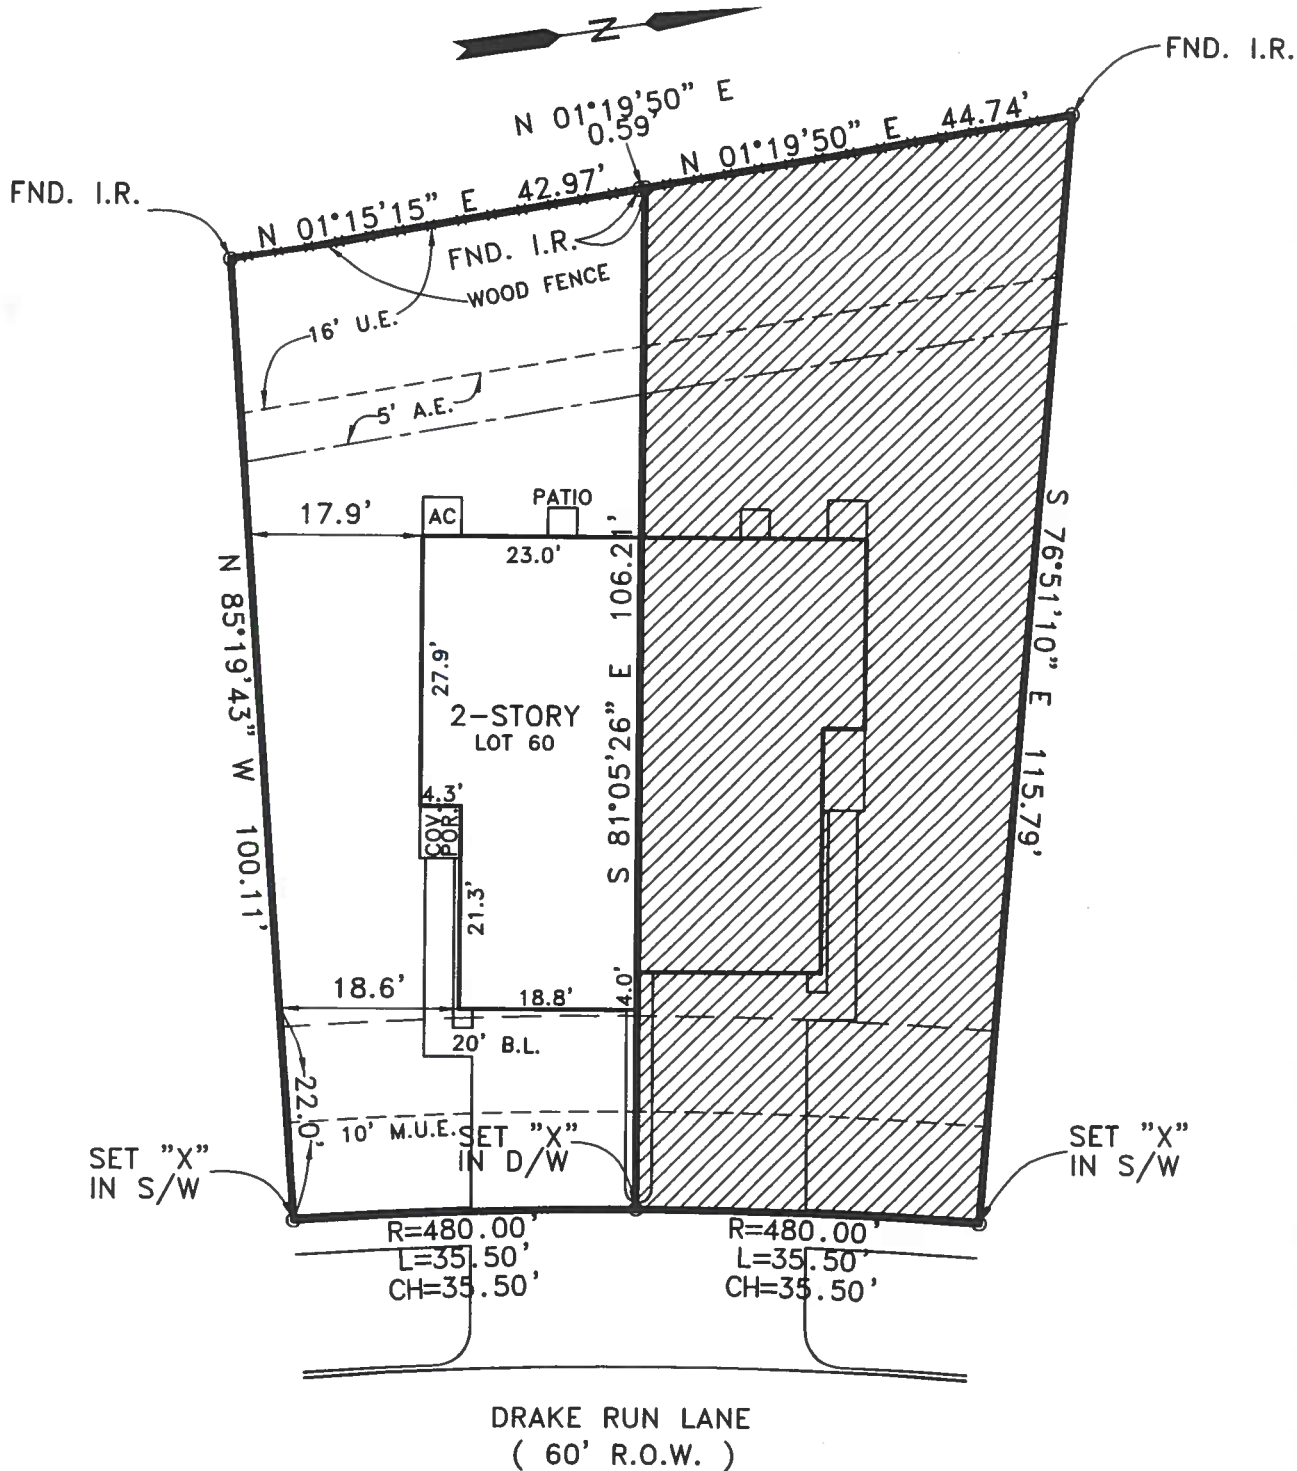 N
FND. I.R.
N 01°19'50" E
0.59'
N 01°19'50" E 44.74'
FND. I.R.
N 01°15'15" E 42.97'
FND. I.R.
WOOD FENCE
16' U.E.
5' A.E.
17.9'
AC
PATIO
23.0'
S 81°05'26" E 106.21'
S 76°51'10" E 115.79'
N 85°19'43" W 100.11'
27.9'
2-STORY
LOT 60
4.3'
COV.
POR.
21.3'
18.6'
18.8'
4.0'
20' B.L.
22.0'
10' M.U.E.
SET "X"
IN D/W
SET "X"
IN S/W
SET "X"
IN S/W
R=480.00'
L=35.50'
CH=35.50'
R=480.00'
L=35.50'
CH=35.50'
DRAKE RUN LANE
( 60' R.O.W. )